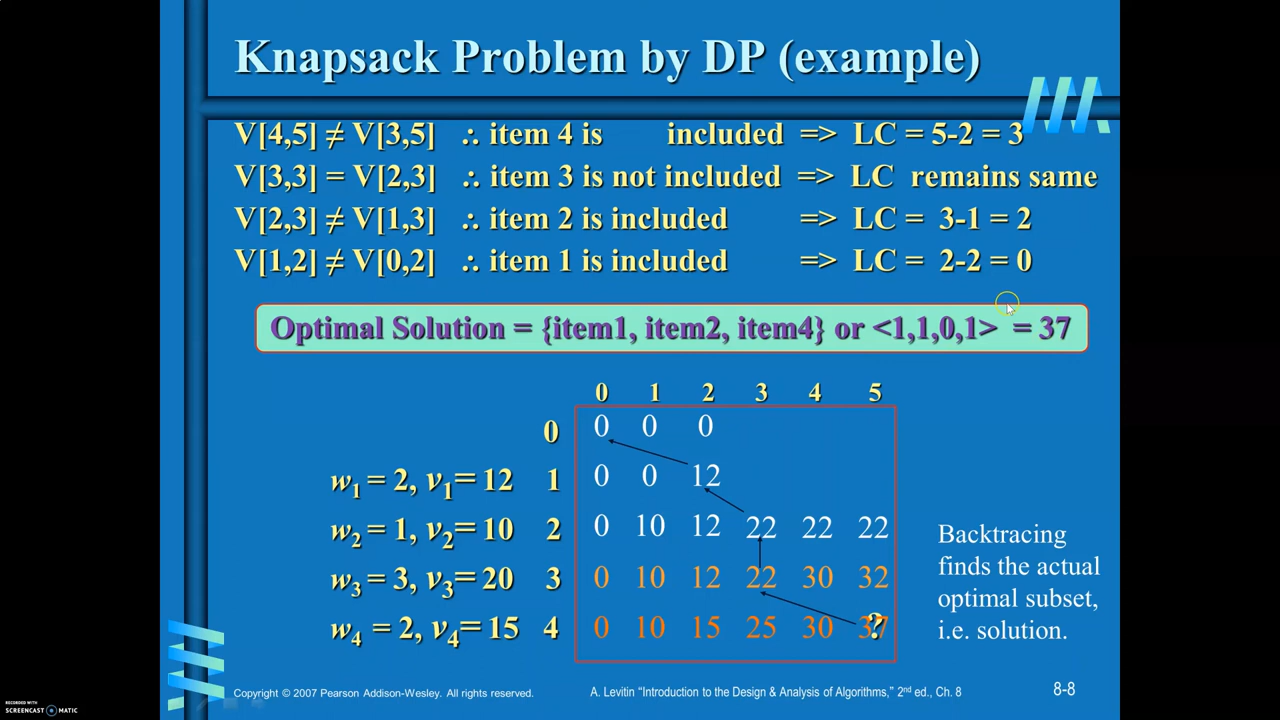 Knapsack Problem by DP (example)
V[4,5] ≠ V[3,5] ∴ item 4 is included => LC = 5-2 = 3
V[3,3] = V[2,3] ∴ item 3 is not included => LC remains same
V[2,3] ≠ V[1,3] ∴ item 2 is included => LC = 3-1 = 2
V[1,2] ≠ V[0,2] ∴ item 1 is included => LC = 2-2 = 0
Optimal Solution = {item1, item2, item4} or <1,1,0,1> = 37
0 1 2 3 4 5
0 0 0 0
w1 = 2, v1= 12 1 0 0 12
w2 = 1, v2= 10 2 0 10 12 22 22 22
w3 = 3, v3= 20 3 0 10 12 22 30 32
w4 = 2, v4= 15 4 0 10 15 25 30 37 ?
Backtracing
finds the actual
optimal subset,
i.e. solution.
Copyright © 2007 Pearson Addison-Wesley. All rights reserved.
A. Levitin "Introduction to the Design & Analysis of Algorithms," 2nd ed., Ch. 8
8-8
RECORDED WITH
SCREENCAST MATIC